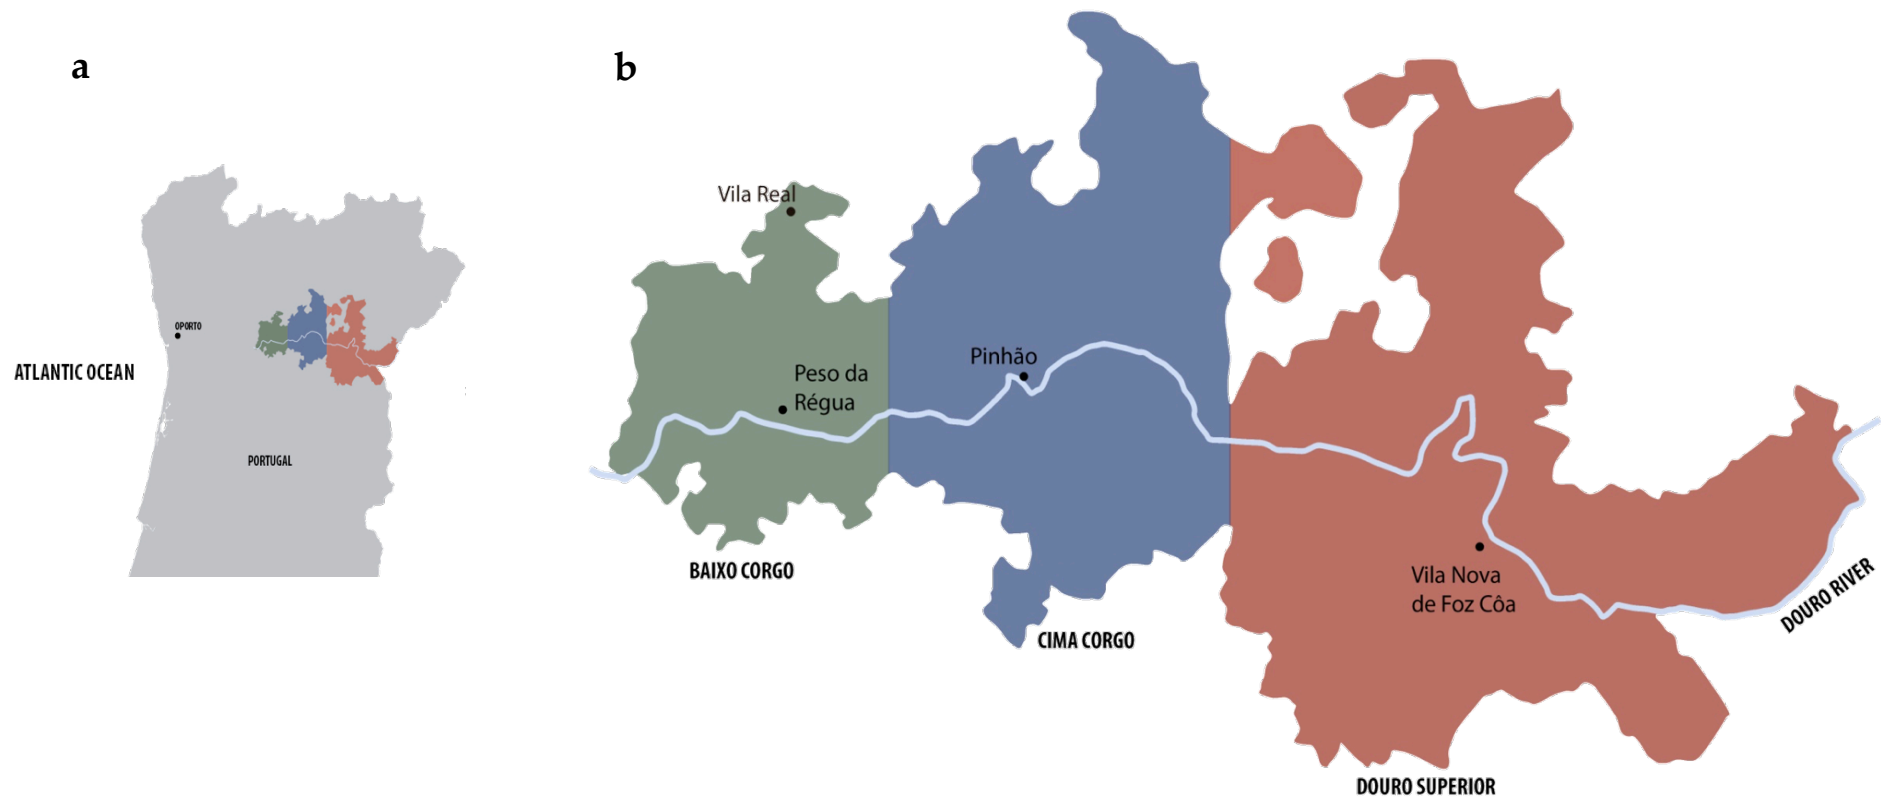 a
OPORTO
ATLANTIC OCEAN
PORTUGAL
b
Vila Real
Pinhão
Peso da
Régua
BAIXO CORGO
Vila Nova
de Foz Côa
DOURO RIVER
CIMA CORGO
DOURO SUPERIOR